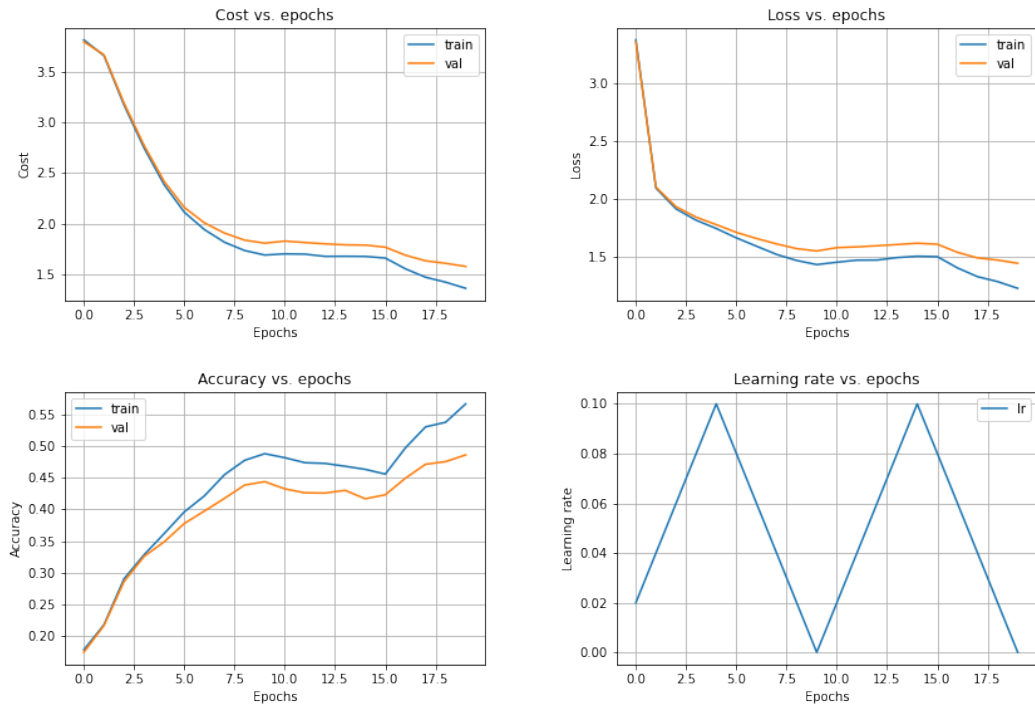 Cost vs. epochs
3.5
3.0
2.5
2.0
1.5
Cost
train
val
0.0 2.5 5.0 7.5 10.0 12.5 15.0 17.5
Epochs
Loss vs. epochs
3.0
2.5
2.0
1.5
Loss
train
val
0.0 2.5 5.0 7.5 10.0 12.5 15.0 17.5
Epochs
Accuracy vs. epochs
0.55
0.50
0.45
0.40
0.35
0.30
0.25
0.20
Accuracy
train
val
0.0 2.5 5.0 7.5 10.0 12.5 15.0 17.5
Epochs
Learning rate vs. epochs
0.10
0.08
0.06
0.04
0.02
0.00
Learning rate
lr
0.0 2.5 5.0 7.5 10.0 12.5 15.0 17.5
Epochs